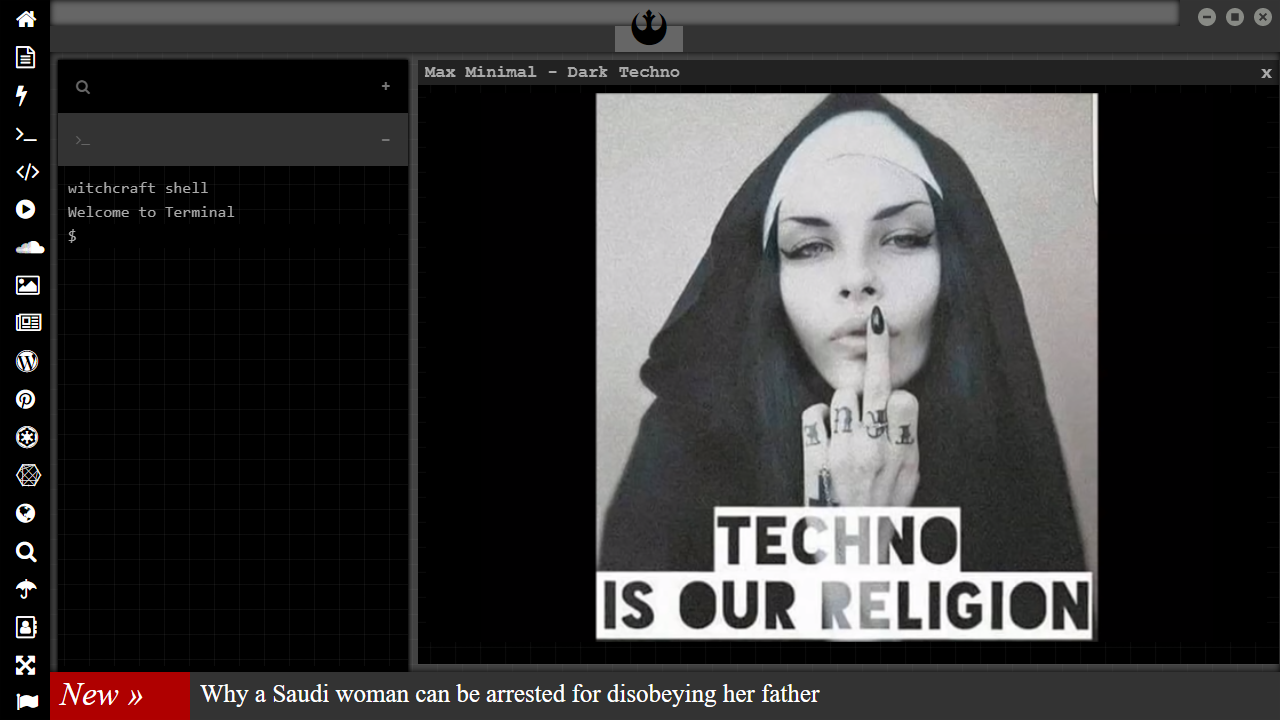 Max Minimal - Dark Techno
x
+
>_
-
witchcraft shell
Welcome to Terminal
$
TECHNO
IS OUR RELIGION
New »
Why a Saudi woman can be arrested for disobeying her father